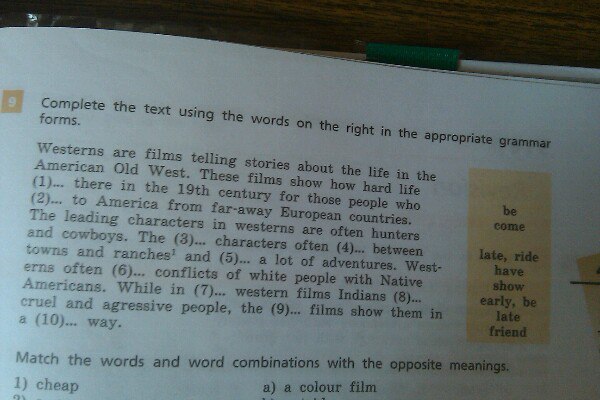 9 Complete the text using the words on the right in the appropriate grammar
forms.
Westerns are films telling stories about the life in the
American Old West. These films show how hard life
(1)... there in the 19th century for those people who
(2)... to America from far-away European countries.
The leading characters in westerns are often hunters
and cowboys. The (3)... characters often (4)... between
towns and ranches¹ and (5)... a lot of adventures. West-
erns often (6)... conflicts of white people with Native
Americans. While in (7)... western films Indians (8)...
cruel and agressive people, the (9)... films show them in
a (10)... way.
be
come
late, ride
have
show
early, be
late
friend
Match the words and word combinations with the opposite meanings.
1) cheap
a) a colour film